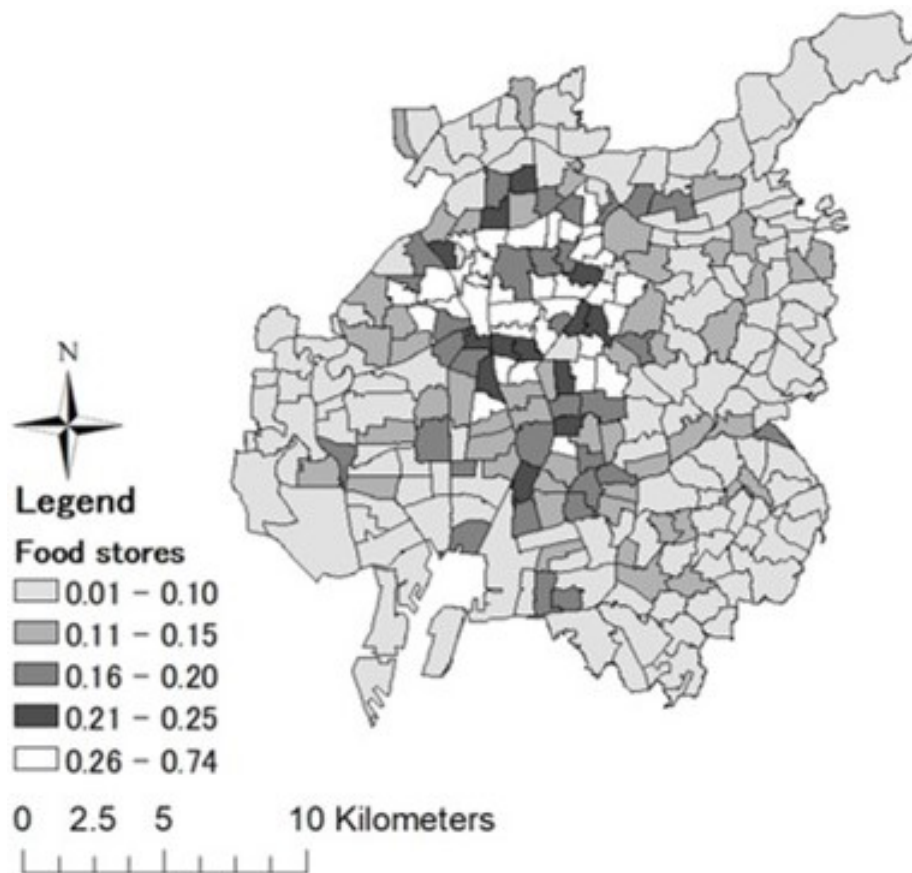 N
Legend
Food stores
0.01 - 0.10
0.11 - 0.15
0.16 - 0.20
0.21 - 0.25
0.26 - 0.74
0 2.5 5 10 Kilometers